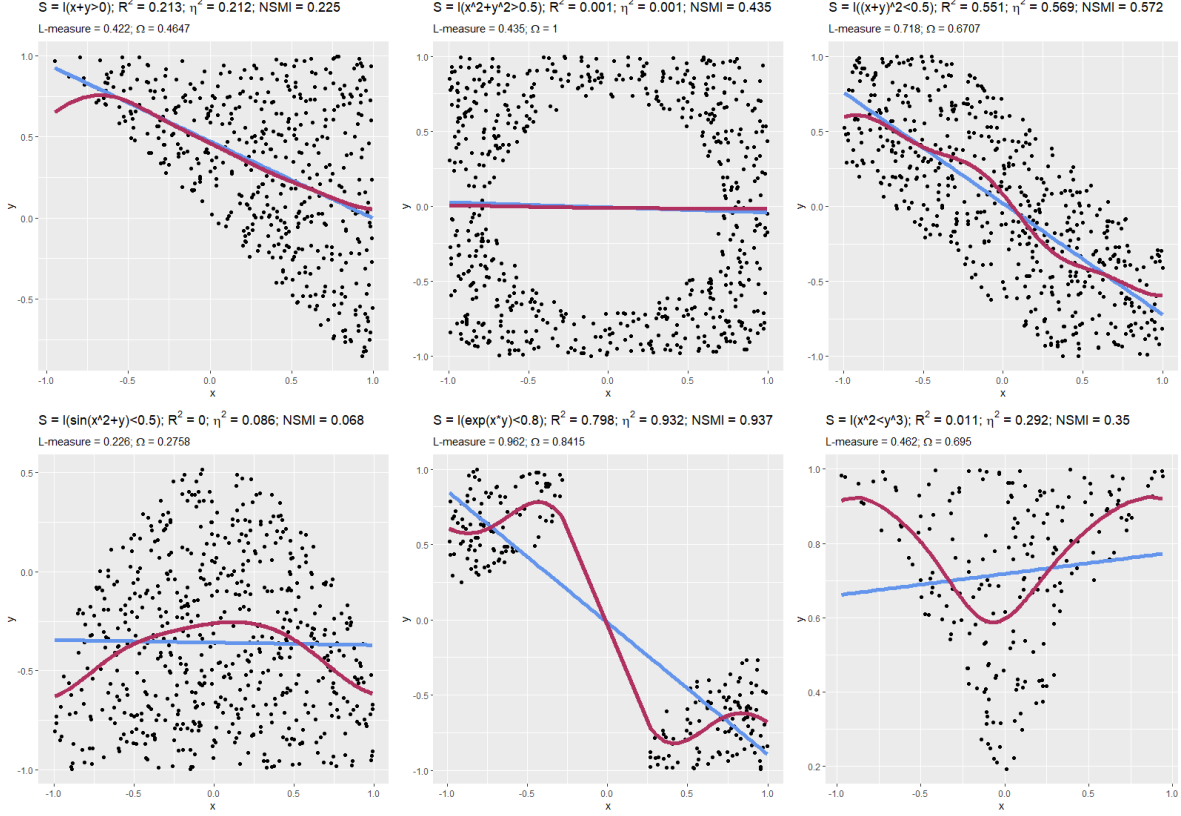 S = I(x+y>0); R² = 0.213; η² = 0.212; NSMI = 0.225
L-measure = 0.422; Ω = 0.4647
1.0
0.5
0.0
-0.5
y
-1.0 -0.5 0.0 0.5 1.0
x
S = I(x^2+y^2>0.5); R² = 0.001; η² = 0.001; NSMI = 0.435
L-measure = 0.435; Ω = 1
1.0
0.5
0.0
-0.5
-1.0
y
-1.0 -0.5 0.0 0.5 1.0
x
S = I((x+y)^2<0.5); R² = 0.551; η² = 0.569; NSMI = 0.572
L-measure = 0.718; Ω = 0.6707
1.0
0.5
0.0
-0.5
-1.0
y
-1.0 -0.5 0.0 0.5 1.0
x
S = I(sin(x^2+y)<0.5); R² = 0; η² = 0.086; NSMI = 0.068
L-measure = 0.226; Ω = 0.2758
0.5
0.0
-0.5
-1.0
y
-1.0 -0.5 0.0 0.5 1.0
x
S = I(exp(x*y)<0.8); R² = 0.798; η² = 0.932; NSMI = 0.937
L-measure = 0.962; Ω = 0.8415
1.0
0.5
0.0
-0.5
-1.0
y
-1.0 -0.5 0.0 0.5 1.0
x
S = I(x^2<y^3); R² = 0.011; η² = 0.292; NSMI = 0.35
L-measure = 0.462; Ω = 0.695
1.0
0.8
0.6
0.4
0.2
y
-1.0 -0.5 0.0 0.5 1.0
x